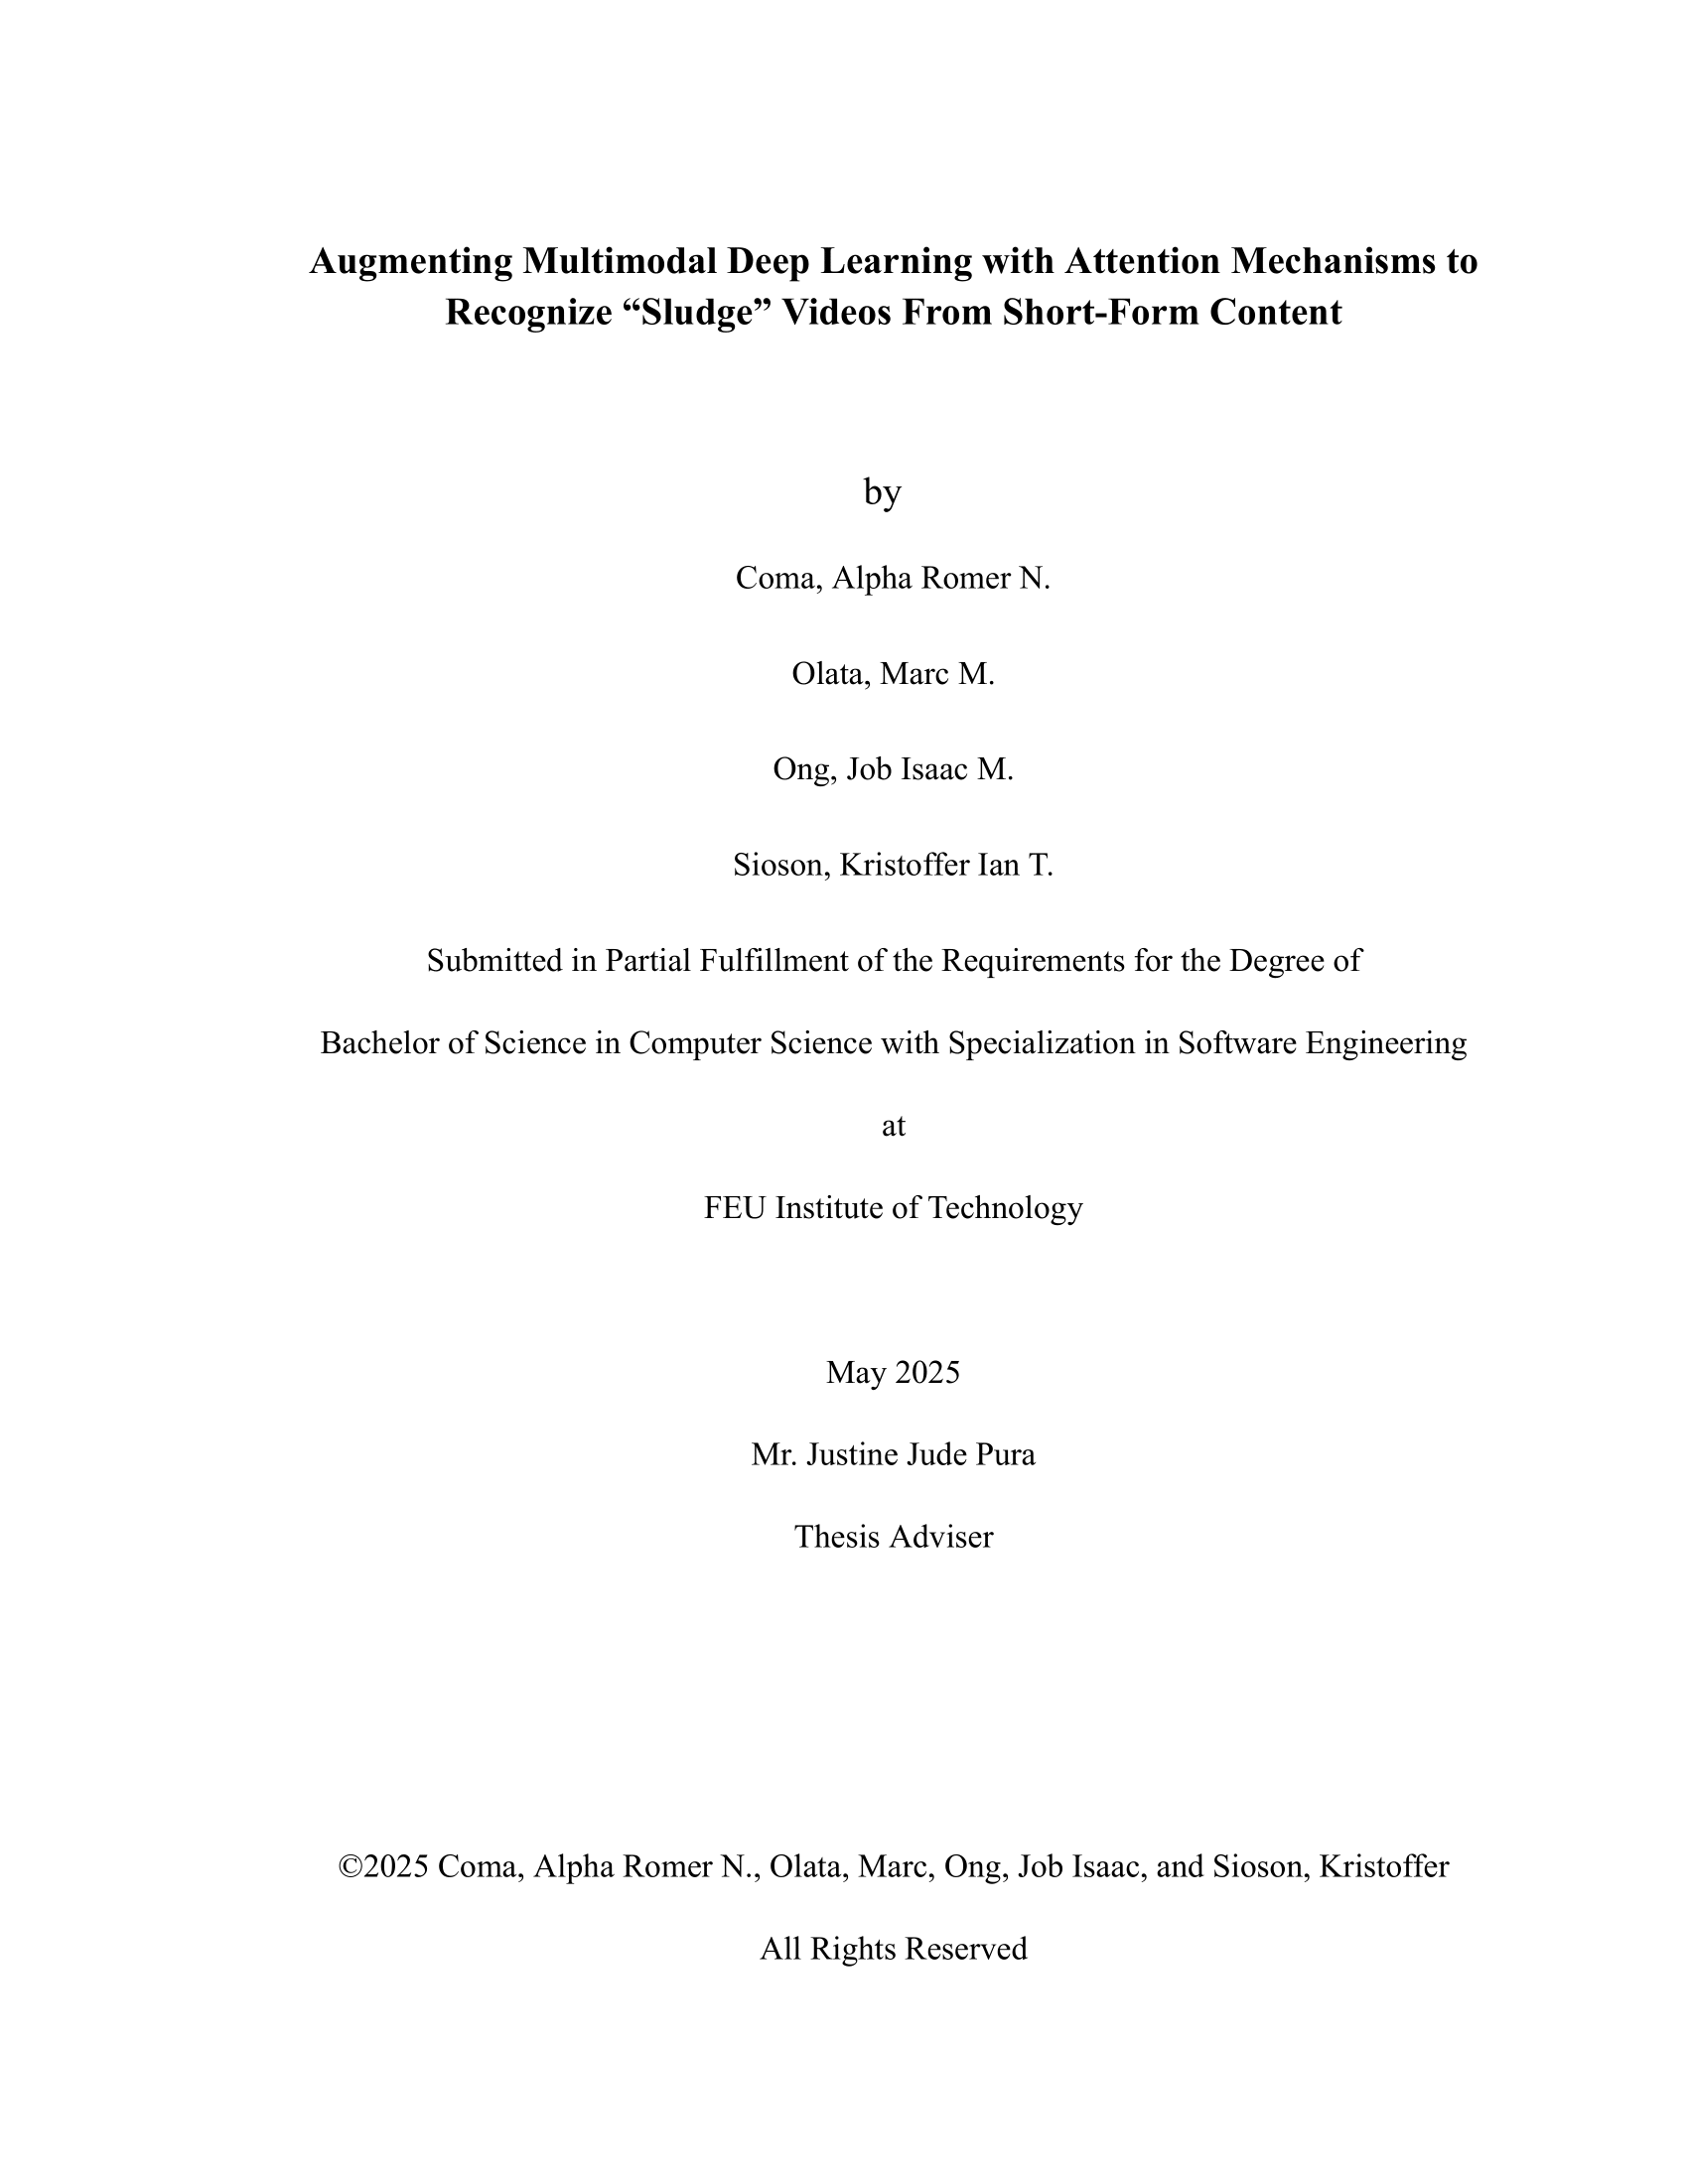 Augmenting Multimodal Deep Learning with Attention Mechanisms to
Recognize “Sludge” Videos From Short-Form Content
by
Coma, Alpha Romer N.
Olata, Marc M.
Ong, Job Isaac M.
Sioson, Kristoffer Ian T.
Submitted in Partial Fulfillment of the Requirements for the Degree of
Bachelor of Science in Computer Science with Specialization in Software Engineering
at
FEU Institute of Technology
May 2025
Mr. Justine Jude Pura
Thesis Adviser
©2025 Coma, Alpha Romer N., Olata, Marc, Ong, Job Isaac, and Sioson, Kristoffer
All Rights Reserved